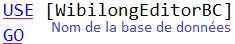 USE [WibilongEditorBC]
Nom de la base de données
GO